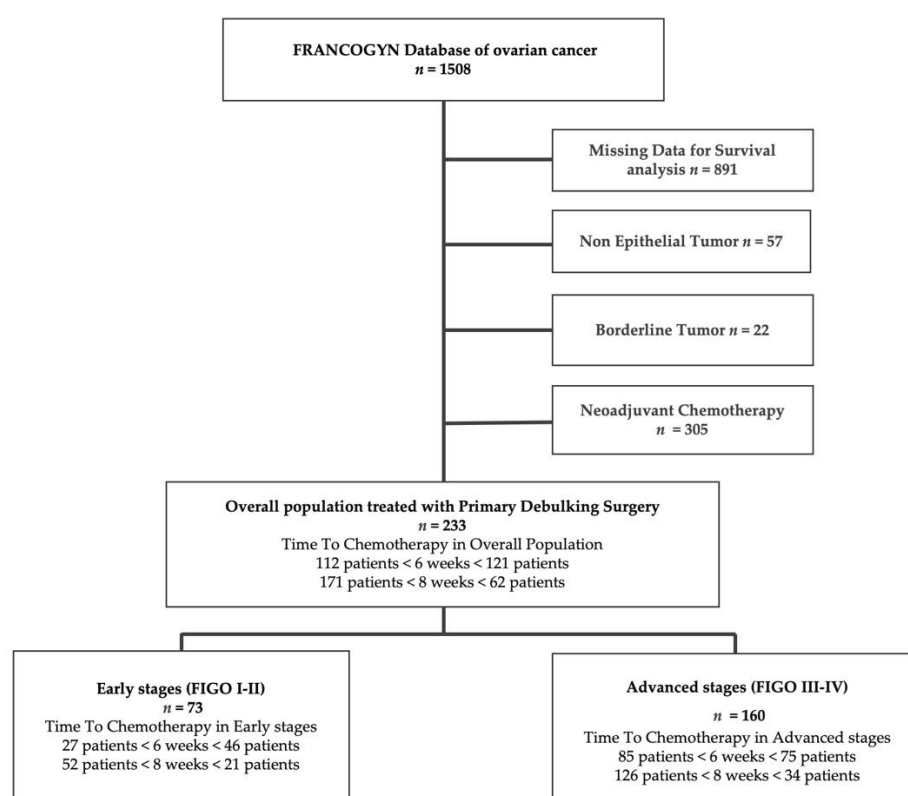 FRANCOGYN Database of ovarian cancer
n = 1508
Missing Data for Survival
analysis n = 891
Non Epithelial Tumor n = 57
Borderline Tumor n = 22
Neoadjuvant Chemotherapy
n = 305
Overall population treated with Primary Debulking Surgery
n = 233
Time To Chemotherapy in Overall Population
112 patients < 6 weeks < 121 patients
171 patients < 8 weeks < 62 patients
Early stages (FIGO I-II)
n = 73
Time To Chemotherapy in Early stages
27 patients < 6 weeks < 46 patients
52 patients < 8 weeks < 21 patients
Advanced stages (FIGO III-IV)
n = 160
Time To Chemotherapy in Advanced stages
85 patients < 6 weeks < 75 patients
126 patients < 8 weeks < 34 patients